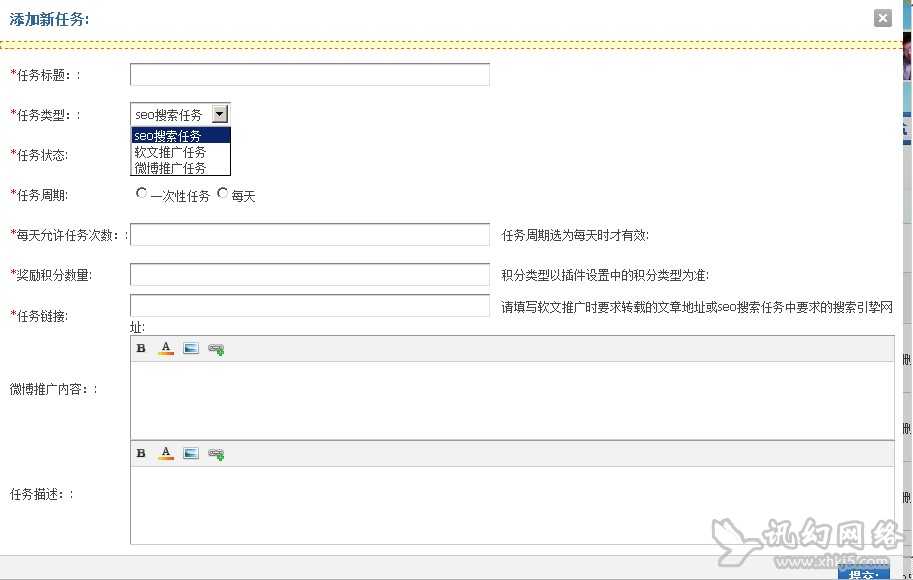 添加新任务:
*任务标题: :
*任务类型: : seo搜索任务
seo搜索任务
软文推广任务
微博推广任务
*任务状态:
*任务周期: 一次性任务 每天
*每天允许任务次数: : 任务周期选为每天时才有效:
*奖励积分数量: 积分类型以插件设置中的积分类型为准:
*任务链接: 请填写软文推广时要求转载的文章地址或seo搜索任务中要求的搜索引擎网
址:
B A
微博推广内容: :
B A
任务描述: :
删
删
删
讯幻网络
www.xhkj5.com
提交: